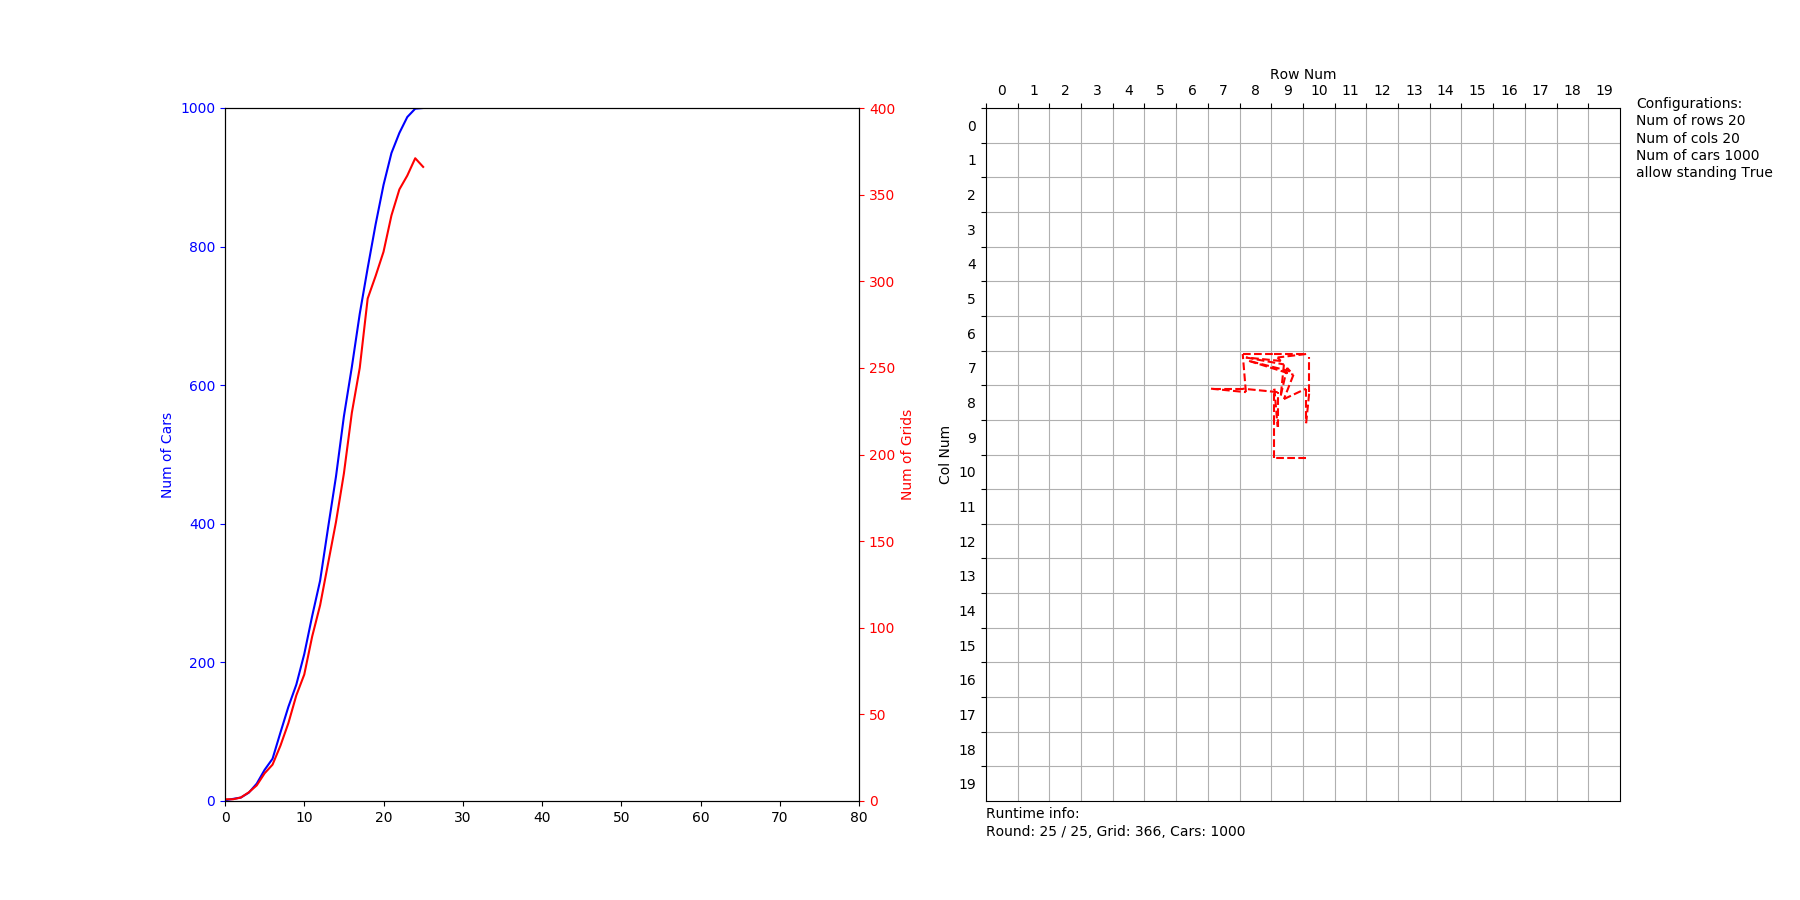 1000
800
600
400
200
0
Num of Cars
0 10 20 30 40 50 60 70 80
400
350
300
250
200
150
100
50
0
Num of Grids
Row Num
0 1 2 3 4 5 6 7 8 9 10 11 12 13 14 15 16 17 18 19
Col Num
0
1
2
3
4
5
6
7
8
9
10
11
12
13
14
15
16
17
18
19
Configurations:
Num of rows 20
Num of cols 20
Num of cars 1000
allow standing True
Runtime info:
Round: 25 / 25, Grid: 366, Cars: 1000